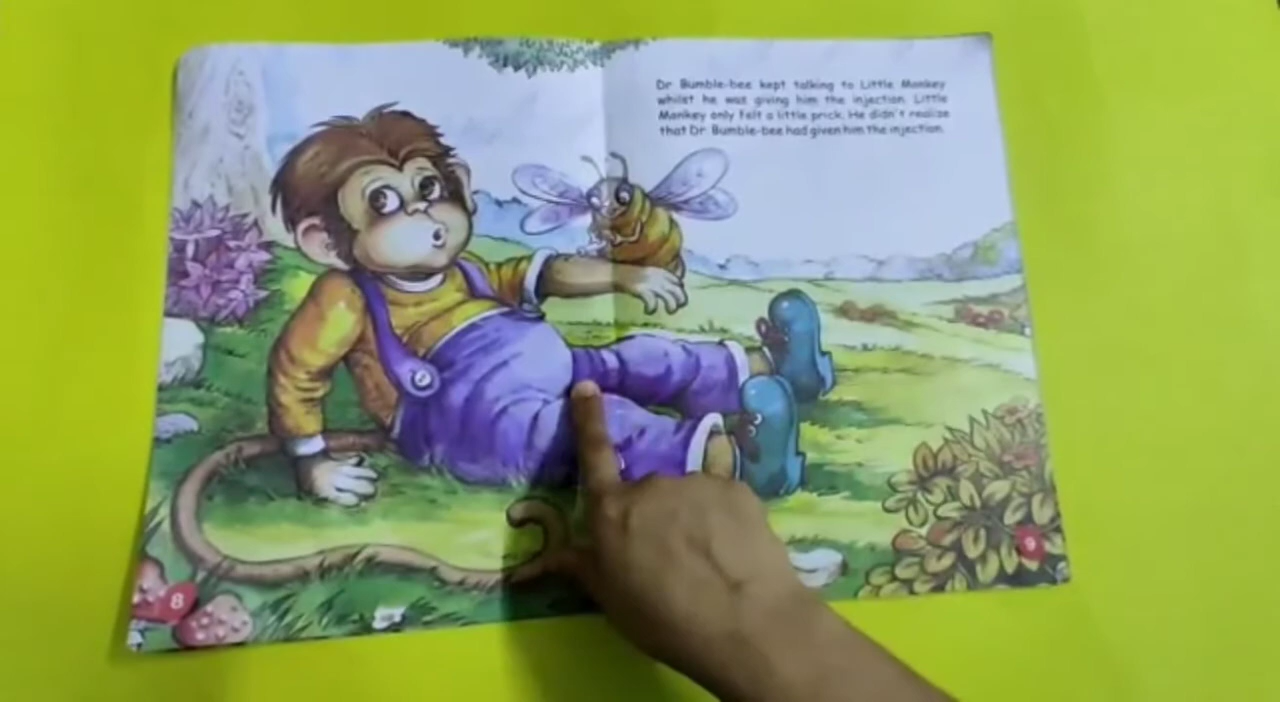 Dr Bumble-bee kept talking to Little Monkey
whilst he was giving him the injection. Little
Monkey only felt a little prick. He didn't realize
that Dr Bumble-bee had given him the injection.
8
9